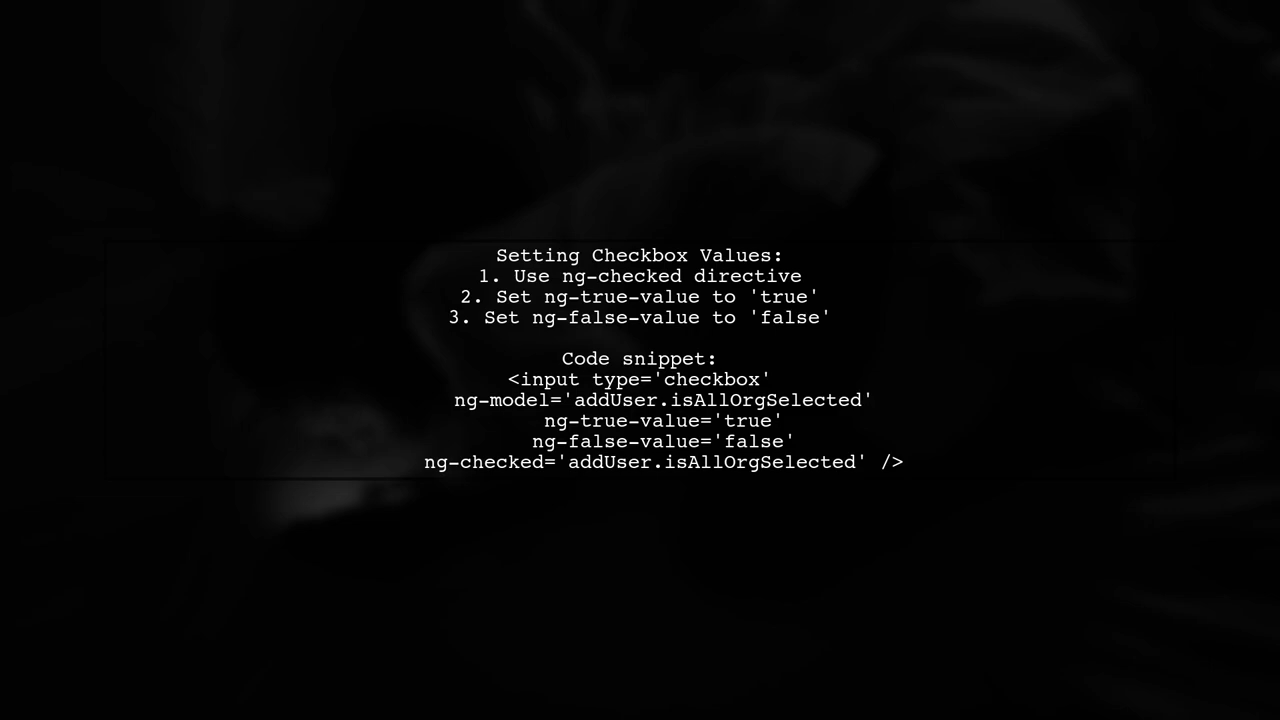 Setting Checkbox Values:
1. Use ng-checked directive
2. Set ng-true-value to 'true'
3. Set ng-false-value to 'false'
Code snippet:
<input type='checkbox'
ng-model='addUser.isAllOrgSelected'
ng-true-value='true'
ng-false-value='false'
ng-checked='addUser.isAllOrgSelected' />